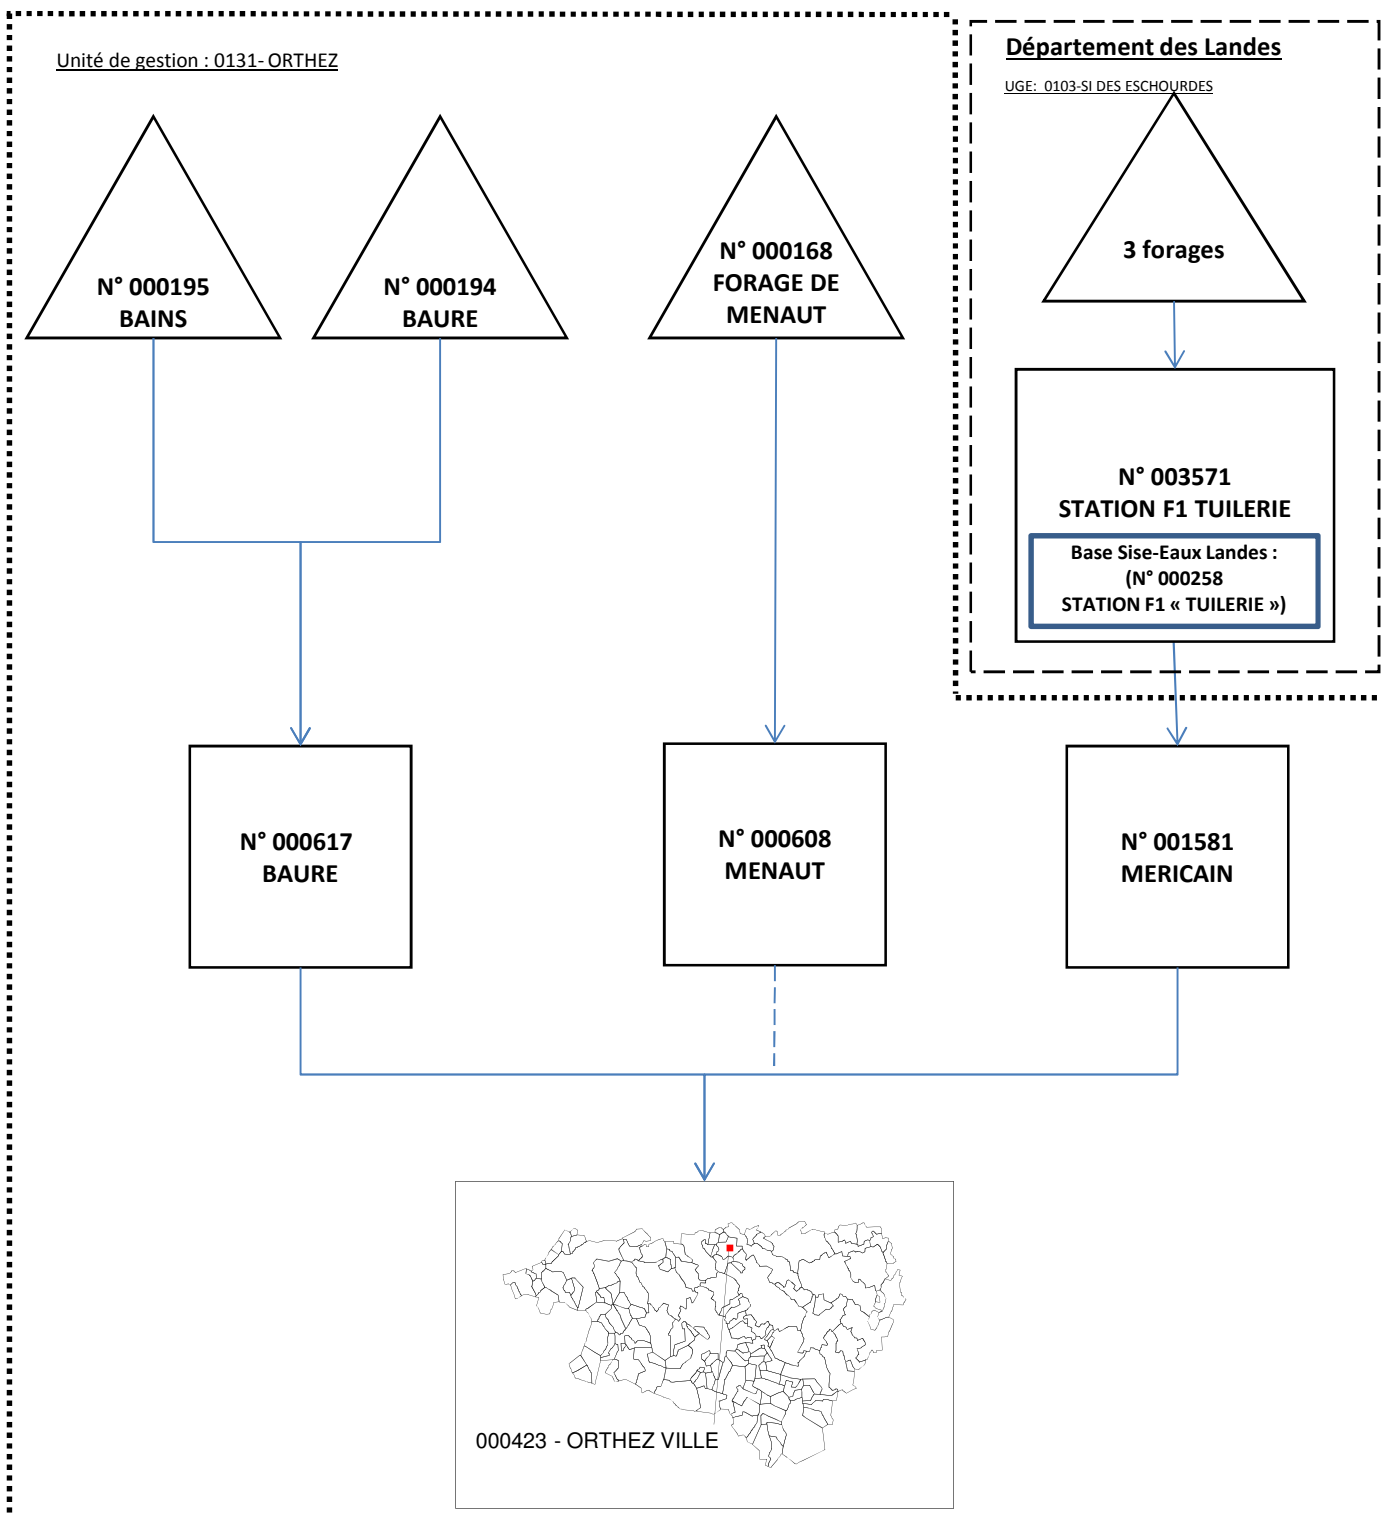 Unité de gestion : 0131- ORTHEZ
Département des Landes
UGE:  0103-SI DES ESCHOURDES
N° 000195
BAINS
N° 000194
BAURE
N° 000168
FORAGE DE
MENAUT
3 forages
N° 003571
STATION F1 TUILERIE
Base Sise-Eaux Landes :
(N° 000258
STATION F1 « TUILERIE »)
N° 000617
BAURE
N° 000608
MENAUT
N° 001581
MERICAIN
000423 - ORTHEZ VILLE